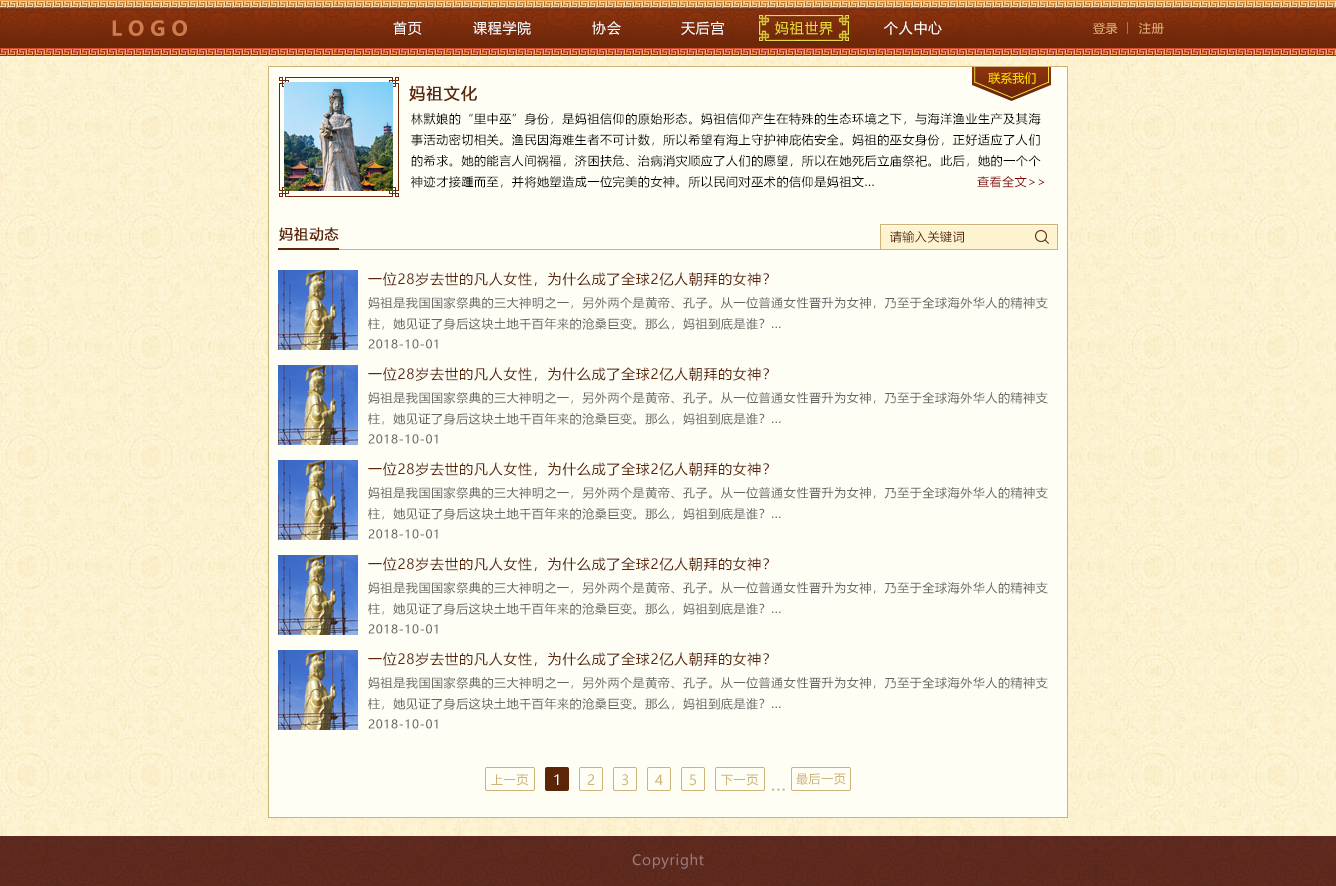 LOGO
首页
课程学院
协会
天后宫
妈祖世界
个人中心
登录 | 注册
联系我们
妈祖文化
林默娘的“里中巫”身份，是妈祖信仰的原始形态。妈祖信仰产生在特殊的生态环境之下，与海洋渔业生产及其海
事活动密切相关。渔民因海难生者不可计数，所以希望有海上守护神庇佑安全。妈祖的巫女身份，正好适应了人们
的希求。她的能言人间祸福，济困扶危、治病消灾顺应了人们的愿望，所以在她死后立庙祭祀。此后，她的一个个
神迹才接踵而至，并将她塑造成一位完美的女神。所以民间对巫术的信仰是妈祖文...
查看全文>>
妈祖动态
请输入关键词
一位28岁去世的凡人女性，为什么成了全球2亿人朝拜的女神？
妈祖是我国国家祭典的三大神明之一，另外两个是黄帝、孔子。从一位普通女性晋升为女神，乃至于全球海外华人的精神支
柱，她见证了身后这块土地千百年来的沧桑巨变。那么，妈祖到底是谁？...
2018-10-01
一位28岁去世的凡人女性，为什么成了全球2亿人朝拜的女神？
妈祖是我国国家祭典的三大神明之一，另外两个是黄帝、孔子。从一位普通女性晋升为女神，乃至于全球海外华人的精神支
柱，她见证了身后这块土地千百年来的沧桑巨变。那么，妈祖到底是谁？...
2018-10-01
一位28岁去世的凡人女性，为什么成了全球2亿人朝拜的女神？
妈祖是我国国家祭典的三大神明之一，另外两个是黄帝、孔子。从一位普通女性晋升为女神，乃至于全球海外华人的精神支
柱，她见证了身后这块土地千百年来的沧桑巨变。那么，妈祖到底是谁？...
2018-10-01
一位28岁去世的凡人女性，为什么成了全球2亿人朝拜的女神？
妈祖是我国国家祭典的三大神明之一，另外两个是黄帝、孔子。从一位普通女性晋升为女神，乃至于全球海外华人的精神支
柱，她见证了身后这块土地千百年来的沧桑巨变。那么，妈祖到底是谁？...
2018-10-01
一位28岁去世的凡人女性，为什么成了全球2亿人朝拜的女神？
妈祖是我国国家祭典的三大神明之一，另外两个是黄帝、孔子。从一位普通女性晋升为女神，乃至于全球海外华人的精神支
柱，她见证了身后这块土地千百年来的沧桑巨变。那么，妈祖到底是谁？...
2018-10-01
上一页 1 2 3 4 5 下一页 ... 最后一页
Copyright